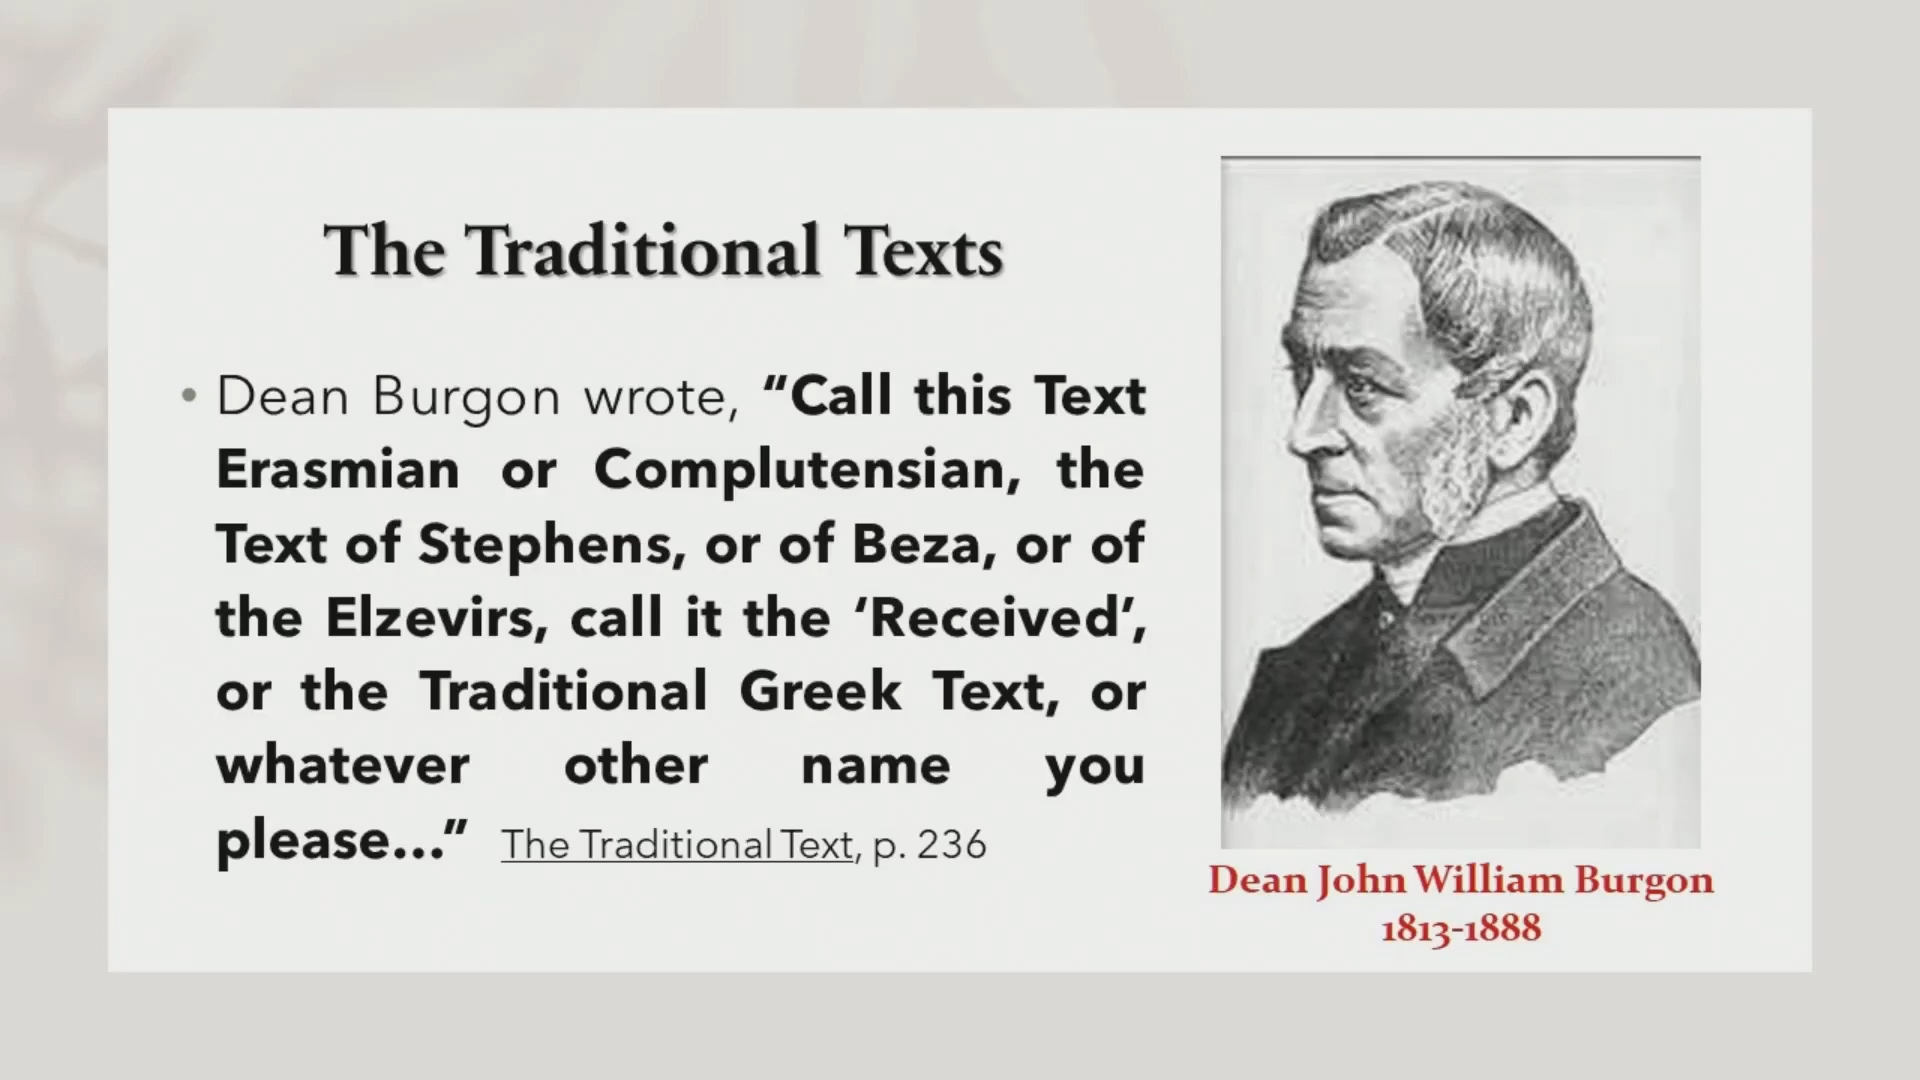 The Traditional Texts
• Dean Burgon wrote, “Call this Text
Erasmian or Complutensian, the
Text of Stephens, or of Beza, or of
the Elzevirs, call it the ‘Received’,
or the Traditional Greek Text, or
whatever other name you
please...” The Traditional Text, p. 236
Dean John William Burgon
1813-1888